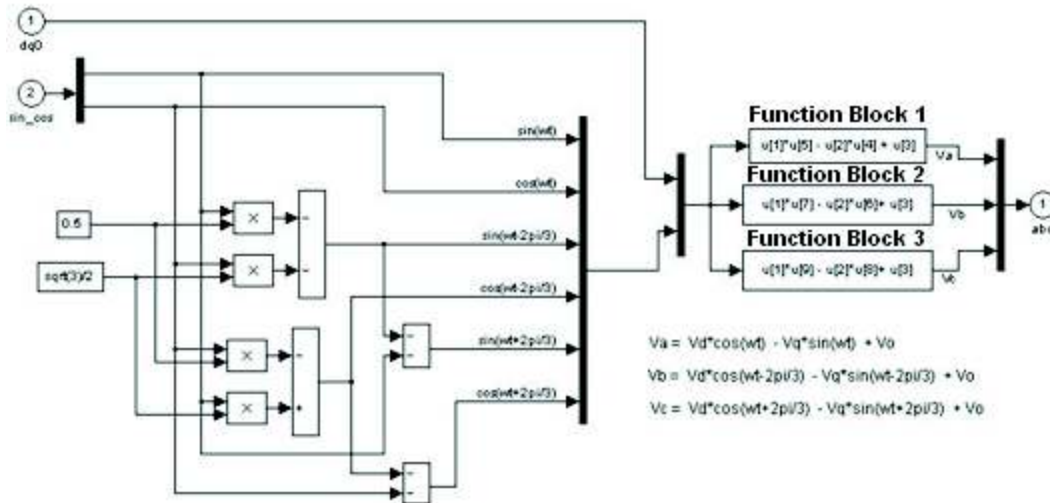 1
dq0
2
sin_cos
0.5
sqrt(3)/2
×
×
×
×
sin(wt)
cos(wt)
sin(wt-2pi/3)
cos(wt-2pi/3)
sin(wt+2pi/3)
cos(wt+2pi/3)
Function Block 1
u[1]*u[5] - u[2]*u[4] + u[3]
Va
Function Block 2
u[1]*u[7] - u[2]*u[6]+ u[3]
Vb
Function Block 3
u[1]*u[9] - u[2]*u[8]+ u[3]
Vc
1
abc
Va = Vd*cos(wt) - Vq*sin(wt) + Vo
Vb = Vd*cos(wt-2pi/3) - Vq*sin(wt-2pi/3) + Vo
Vc = Vd*cos(wt+2pi/3) - Vq*sin(wt+2pi/3) + Vo